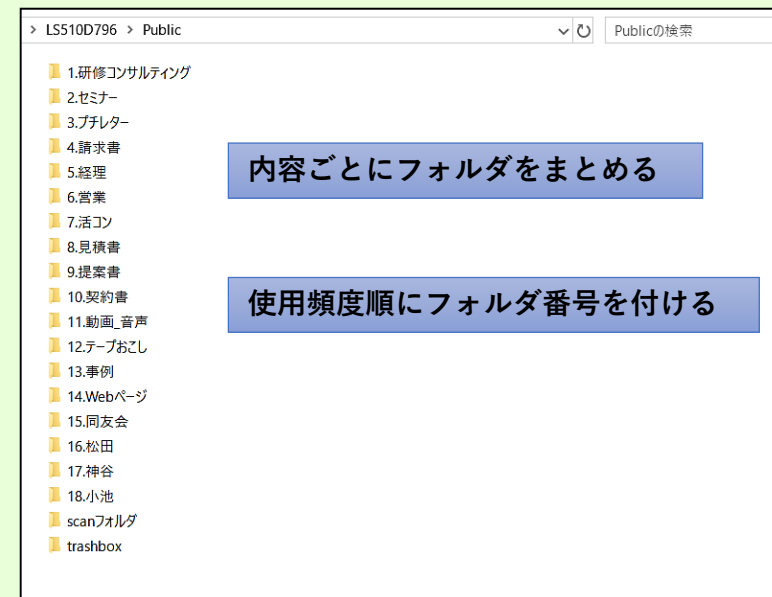 > LS510D796 > Public
Publicの検索
1.研修コンサルティング
2.セミナー
3.プチレター
4.請求書
5.経理
6.営業
7.活コン
8.見積書
9.提案書
10.契約書
11.動画_音声
12.テープおこし
13.事例
14.Webページ
15.同友会
16.松田
17.神谷
18.小池
scanフォルダ
trashbox
内容ごとにフォルダをまとめる
使用頻度順にフォルダ番号を付ける